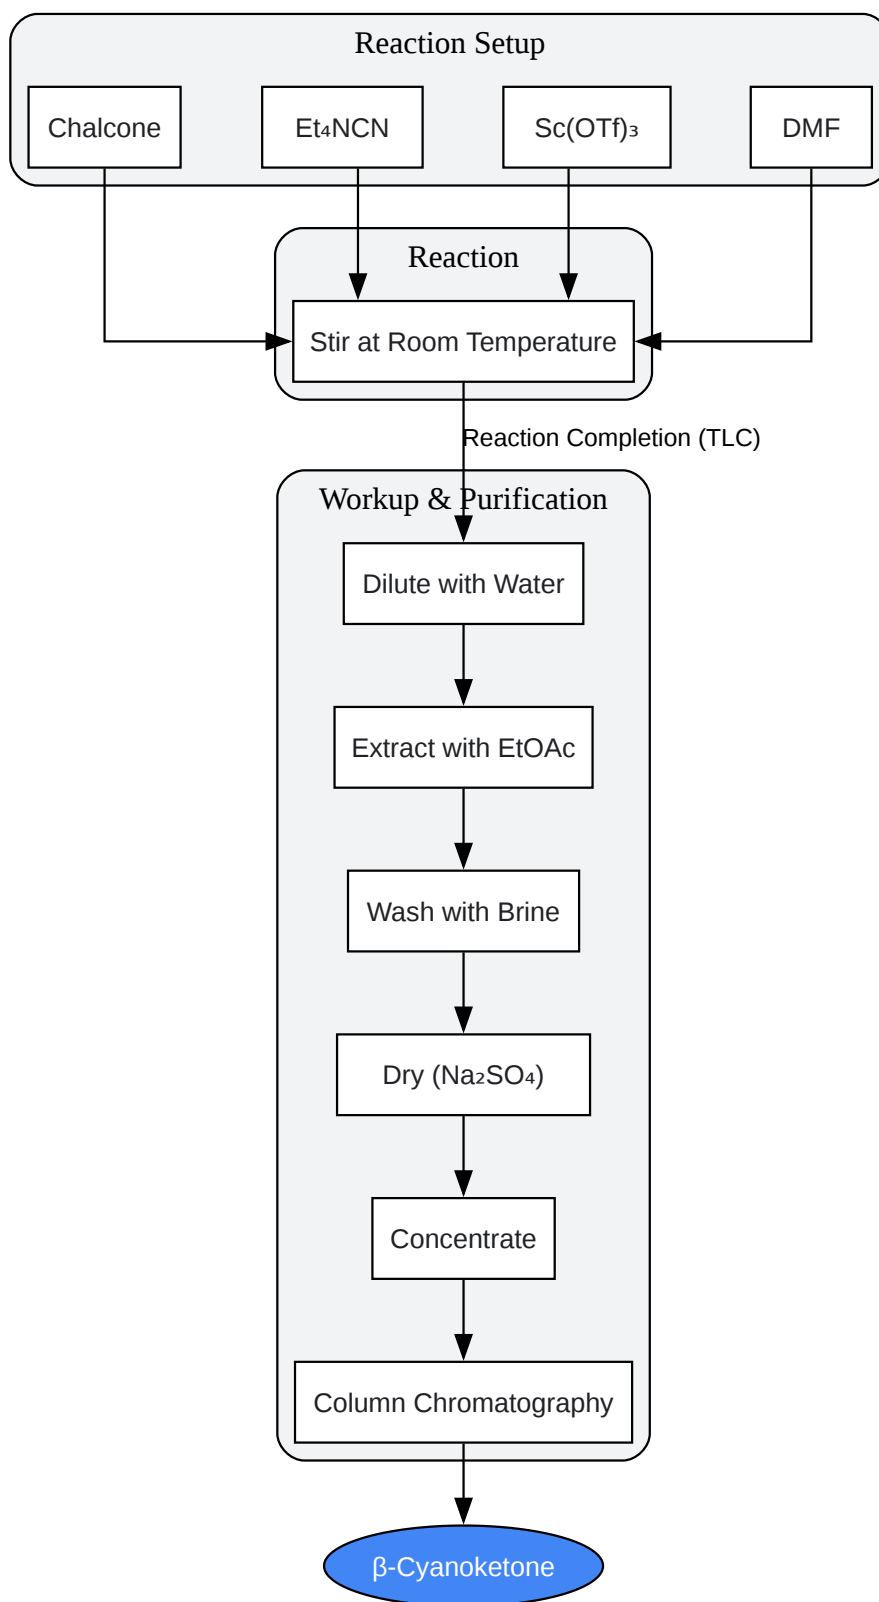 Reaction Setup
Chalcone
Et₄NCN
Sc(OTf)₃
DMF
Reaction
Stir at Room Temperature
Reaction Completion (TLC)
Workup & Purification
Dilute with Water
Extract with EtOAc
Wash with Brine
Dry (Na₂SO₄)
Concentrate
Column Chromatography
β-Cyanoketone